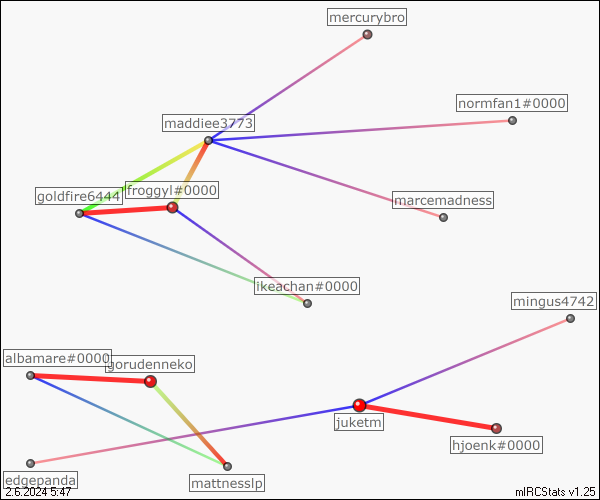 mercurybro
normfan1#0000
maddiee3773
froggyl#0000
goldfire6444
marcemadness
ikeachan#0000
mingus4742
albamare#0000
gorudenneko
juketm
hjoenk#0000
edgepanda
mattnesslp
2.6.2024 5:47
mIRCStats v1.25